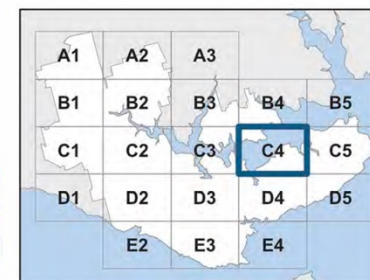 A1 A2 A3
B1 B2 B3 B4 B5
C1 C2 C3 C4 C5
D1 D2 D3 D4 D5
E2 E3 E4